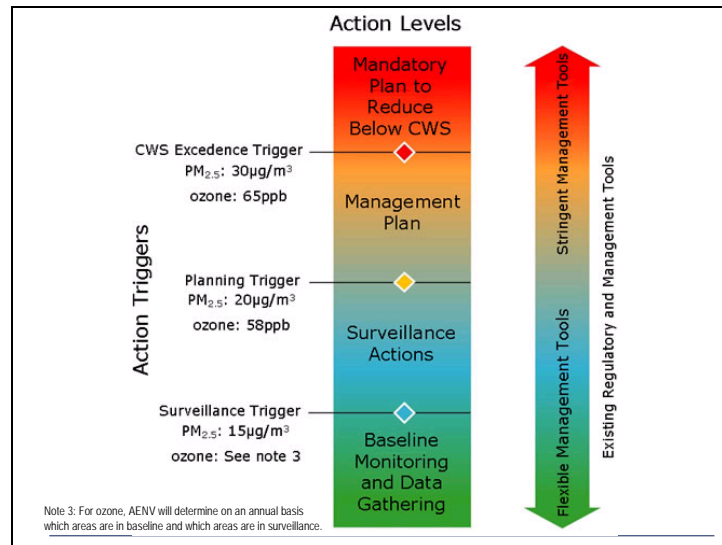 Action Levels
Mandatory
Plan to
Reduce
Below CWS
CWS Excedence Trigger
PM₂.₅: 30µg/m³
ozone: 65ppb
Management
Plan
Planning Trigger
PM₂.₅: 20µg/m³
ozone: 58ppb
Surveillance
Actions
Surveillance Trigger
PM₂.₅: 15µg/m³
ozone: See note 3
Baseline
Monitoring
and Data
Gathering
Action Triggers
Stringent Management Tools
Flexible Management Tools
Existing Regulatory and Management Tools
Note 3: For ozone, AENV will determine on an annual basis
which areas are in baseline and which areas are in surveillance.